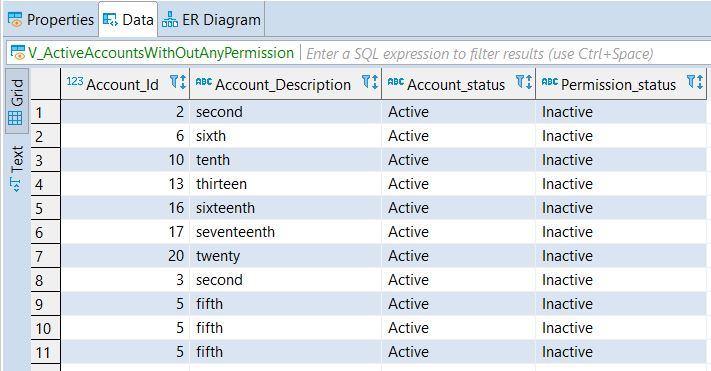 Properties Data ER Diagram
V_ActiveAccountsWithOutAnyPermission Enter a SQL expression to filter results (use Ctrl+Space)
Grid
Text
123 Account_Id ABC Account_Description ABC Account_status ABC Permission_status
1 2 second Active Inactive
2 6 sixth Active Inactive
3 10 tenth Active Inactive
4 13 thirteen Active Inactive
5 16 sixteenth Active Inactive
6 17 seventeenth Active Inactive
7 20 twenty Active Inactive
8 3 second Active Inactive
9 5 fifth Active Inactive
10 5 fifth Active Inactive
11 5 fifth Active Inactive